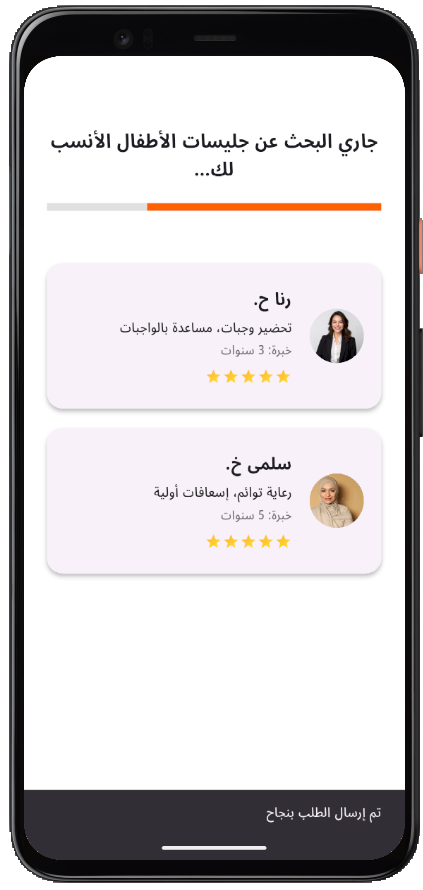 جاري البحث عن جليسات الأطفال الأنسب
لك...
رنا ح.
تحضير وجبات، مساعدة بالواجبات
خبرة: 3 سنوات
سلمى خ.
رعاية توائم، إسعافات أولية
خبرة: 5 سنوات
تم إرسال الطلب بنجاح